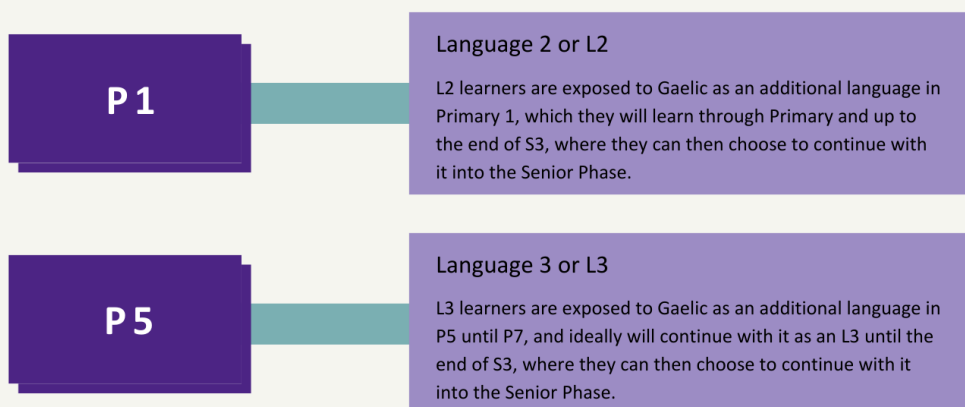 P 1
Language 2 or L2
L2 learners are exposed to Gaelic as an additional language in
Primary 1, which they will learn through Primary and up to
the end of S3, where they can then choose to continue with
it into the Senior Phase.
P 5
Language 3 or L3
L3 learners are exposed to Gaelic as an additional language in
P5 until P7, and ideally will continue with it as an L3 until the
end of S3, where they can then choose to continue with it
into the Senior Phase.